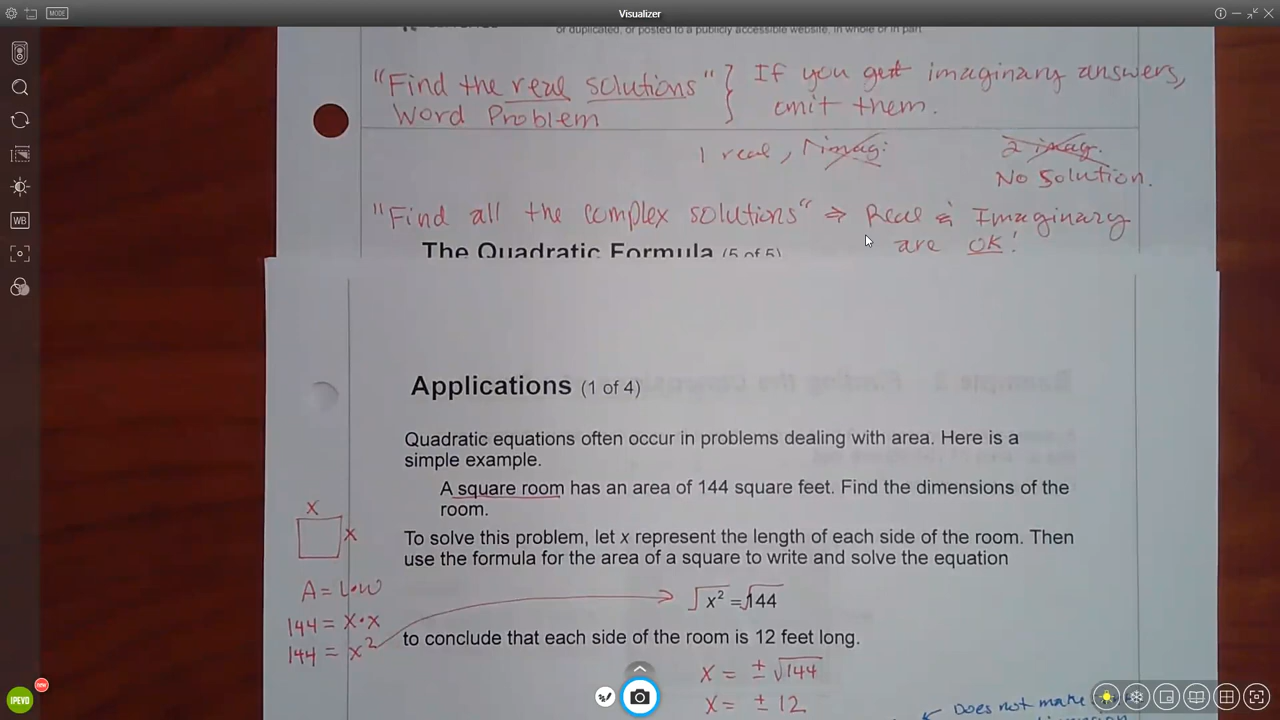 MODE
Visualizer
or duplicated, or posted to a publicly accessible website, in whole or in part
"Find the real solutions" } If you get imaginary answers,
Word Problem omit them.
1 real, 1 imag. 2 imag.
No Solution.
"Find all the complex solutions" ⇒ Real & Imaginary
are OK!
The Quadratic Formula (5 of 5)
Applications (1 of 4)
Quadratic equations often occur in problems dealing with area. Here is a
simple example.
A square room has an area of 144 square feet. Find the dimensions of the
room.
x
x
To solve this problem, let x represent the length of each side of the room. Then
use the formula for the area of a square to write and solve the equation
A = L·W
√x² = √144
144 = x·x
144 = x²
to conclude that each side of the room is 12 feet long.
x = ± √144
x = ± 12
Does not make
IPEVO
new